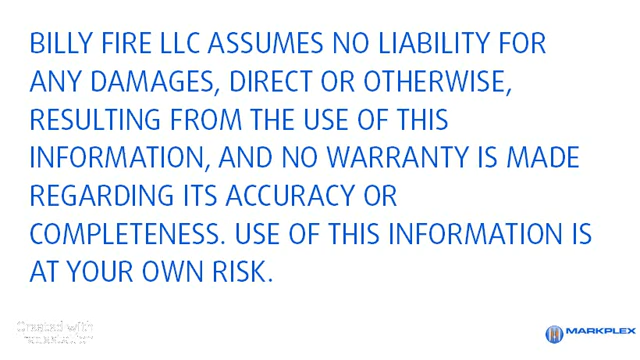 BILLY FIRE LLC ASSUMES NO LIABILITY FOR
ANY DAMAGES, DIRECT OR OTHERWISE,
RESULTING FROM THE USE OF THIS
INFORMATION, AND NO WARRANTY IS MADE
REGARDING ITS ACCURACY OR
COMPLETENESS. USE OF THIS INFORMATION IS
AT YOUR OWN RISK.
Created with
MARKPLEX